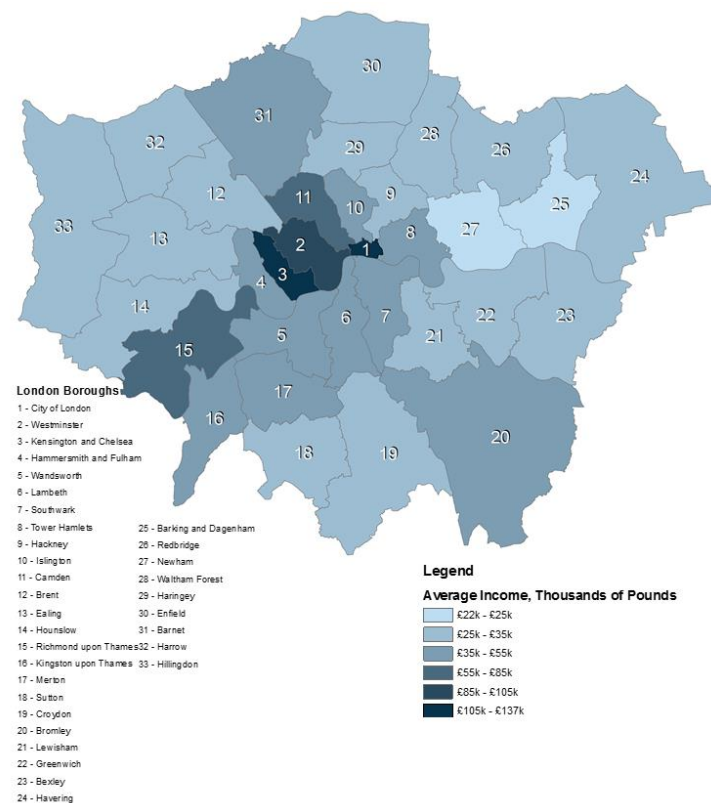 30
31
32
28
29
26
24
12
11
10
9
25
33
13
2
1
8
27
4
3
14
5
6
7
21
22
23
15
17
16
18
19
20
London Boroughs
1 - City of London
2 - Westminster
3 - Kensington and Chelsea
4 - Hammersmith and Fulham
5 - Wandsworth
6 - Lambeth
7 - Southwark
8 - Tower Hamlets
9 - Hackney
10 - Islington
11 - Camden
12 - Brent
13 - Ealing
14 - Hounslow
15 - Richmond upon Thames
16 - Kingston upon Thames
17 - Merton
18 - Sutton
19 - Croydon
20 - Bromley
21 - Lewisham
22 - Greenwich
23 - Bexley
24 - Havering
25 - Barking and Dagenham
26 - Redbridge
27 - Newham
28 - Waltham Forest
29 - Haringey
30 - Enfield
31 - Barnet
32 - Harrow
33 - Hillingdon
Legend
Average Income, Thousands of Pounds
£22k - £25k
£25k - £35k
£35k - £55k
£55k - £85k
£85k - £105k
£105k - £137k